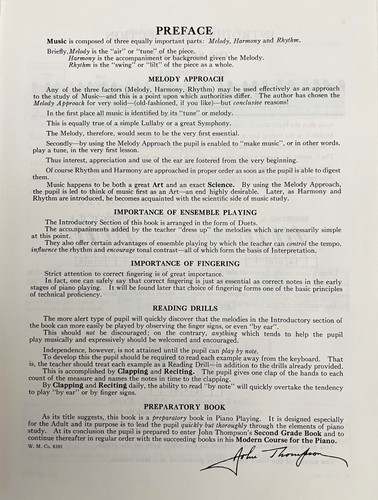 PREFACE
Music is composed of three equally important parts: Melody, Harmony and Rhythm.
Briefly, Melody is the "air" or "tune" of the piece.
Harmony is the accompaniment or background given the Melody.
Rhythm is the "swing" or "lilt" of the piece as a whole.
MELODY APPROACH
Any of the three factors (Melody, Harmony, Rhythm) may be used effectively as an approach
to the study of Music—and this is a point upon which authorities differ. The author has chosen the
Melody Approach for very solid—(old-fashioned, if you like)—but conclusive reasons!
In the first place all music is identified by its "tune" or melody.
This is equally true of a simple Lullaby or a great Symphony.
The Melody, therefore, would seem to be the very first essential.
Secondly—by using the Melody Approach the pupil is enabled to "make music", or in other words,
play a tune, in the very first lesson.
Thus interest, appreciation and use of the ear are fostered from the very beginning.
Of course Rhythm and Harmony are approached in proper order as soon as the pupil is able to digest
them.
Music happens to be both a great Art and an exact Science. By using the Melody Approach,
the pupil is led to think of music first as an Art—an end highly desirable. Later, as Harmony and
Rhythm are introduced, he becomes acquainted with the scientific side of music study.
IMPORTANCE OF ENSEMBLE PLAYING
The Introductory Section of this book is arranged in the form of Duets.
The accompaniments added by the teacher "dress up" the melodies which are necessarily simple
at this point.
They also offer certain advantages of ensemble playing by which the teacher can control the tempo,
influence the rhythm and encourage tonal contrast—all of which form the basis of Interpretation.
IMPORTANCE OF FINGERING
Strict attention to correct fingering is of great importance.
In fact, one can safely say that correct fingering is just as essential as correct notes in the early
stages of piano playing. It will be found later that choice of fingering forms one of the basic principles
of technical proficiency.
READING DRILLS
The more alert type of pupil will quickly discover that the melodies in the Introductory section of
the book can more easily be played by observing the finger signs, or even "by ear".
This should not be discouraged; on the contrary, anything which tends to help the pupil
play musically and expressively should be welcomed and encouraged.
Independence, however, is not attained until the pupil can play by note.
To develop this the pupil should be required to read each example away from the keyboard. That
is, the teacher should treat each example as a Reading Drill—in addition to the drills already provided.
This is accomplished by Clapping and Reciting. The pupil gives one clap of the hands to each
count of the measure and names the notes in time to the clapping.
By Clapping and Reciting daily, the ability to read "by note" will quickly overtake the tendency
to play "by ear" or by finger signs.
PREPARATORY BOOK
As its title suggests, this book is a preparatory book in Piano Playing. It is designed especially
for the Adult and its purpose is to lead the pupil quickly but thoroughly through the elements of piano
study. At its conclusion the pupil is prepared to enter John Thompson's Second Grade Book and to
continue thereafter in regular order with the succeeding books in his Modern Course for the Piano.
John Thompson